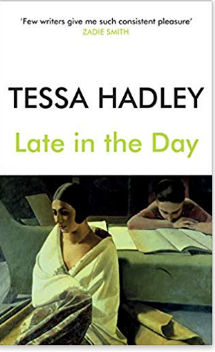 ‘Few writers give me such consistent pleasure’
ZADIE SMITH
TESSA HADLEY
Late in the Day